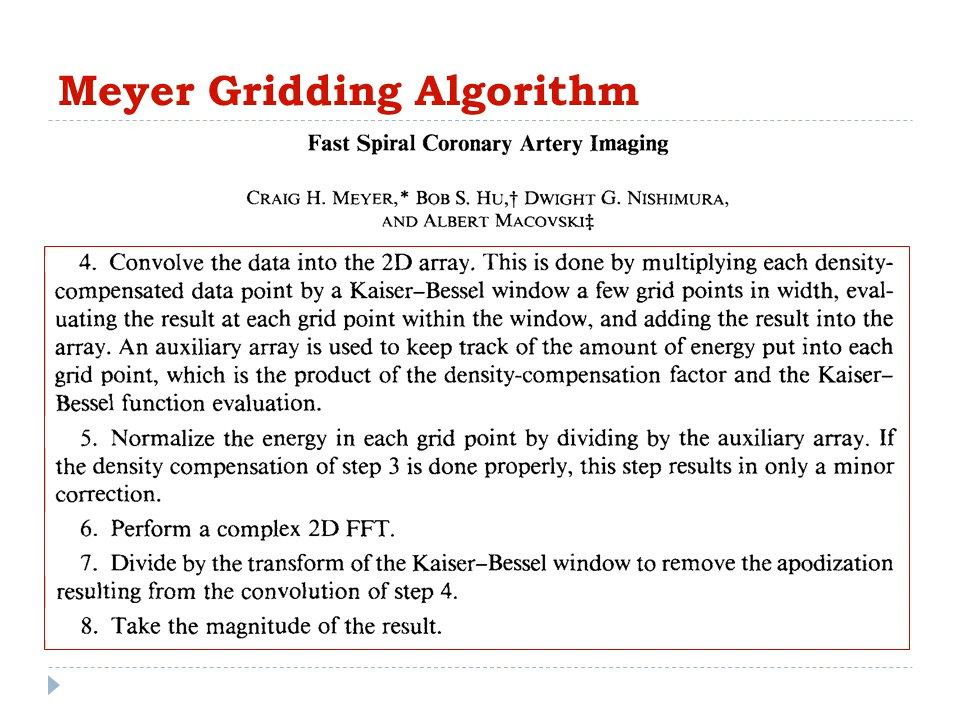 Meyer Gridding Algorithm
Fast Spiral Coronary Artery Imaging
CRAIG H. MEYER,* BOB S. HU,† DWIGHT G. NISHIMURA,
AND ALBERT MACOVSKI‡
4. Convolve the data into the 2D array. This is done by multiplying each density-
compensated data point by a Kaiser–Bessel window a few grid points in width, eval-
uating the result at each grid point within the window, and adding the result into the
array. An auxiliary array is used to keep track of the amount of energy put into each
grid point, which is the product of the density-compensation factor and the Kaiser–
Bessel function evaluation.
5. Normalize the energy in each grid point by dividing by the auxiliary array. If
the density compensation of step 3 is done properly, this step results in only a minor
correction.
6. Perform a complex 2D FFT.
7. Divide by the transform of the Kaiser–Bessel window to remove the apodization
resulting from the convolution of step 4.
8. Take the magnitude of the result.